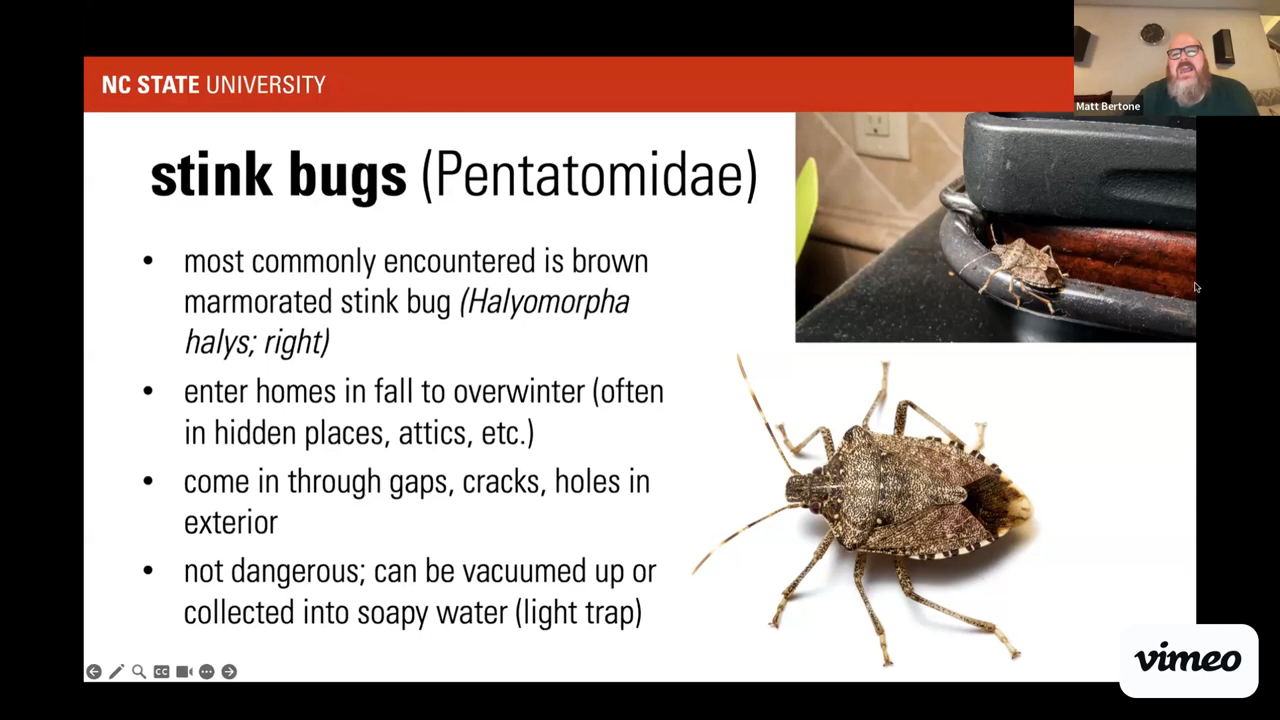 NC STATE UNIVERSITY
Matt Bertone
stink bugs (Pentatomidae)
• most commonly encountered is brown
marmorated stink bug (Halyomorpha
halys; right)
• enter homes in fall to overwinter (often
in hidden places, attics, etc.)
• come in through gaps, cracks, holes in
exterior
• not dangerous; can be vacuumed up or
collected into soapy water (light trap)
CC
vimeo